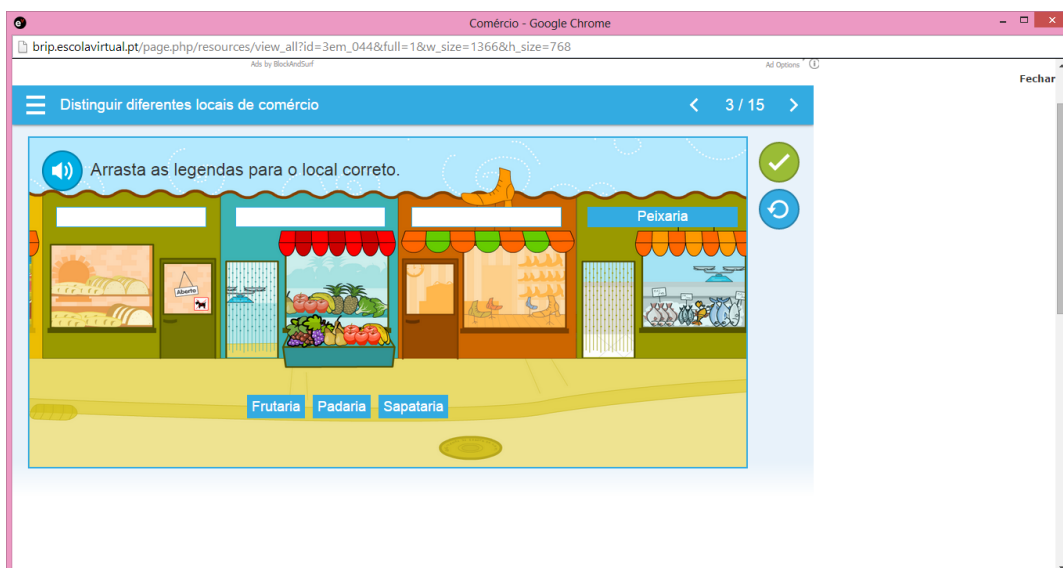 Comércio - Google Chrome
brip.escolavirtual.pt/page.php/resources/view_all?id=3em_044&full=1&w_size=1366&h_size=768
Ads by BlockAndSurf
Ad Options
Fechar
Distinguir diferentes locais de comércio
3 / 15
Arrasta as legendas para o local correto.
Peixaria
Aberto
Frutaria Padaria Sapataria